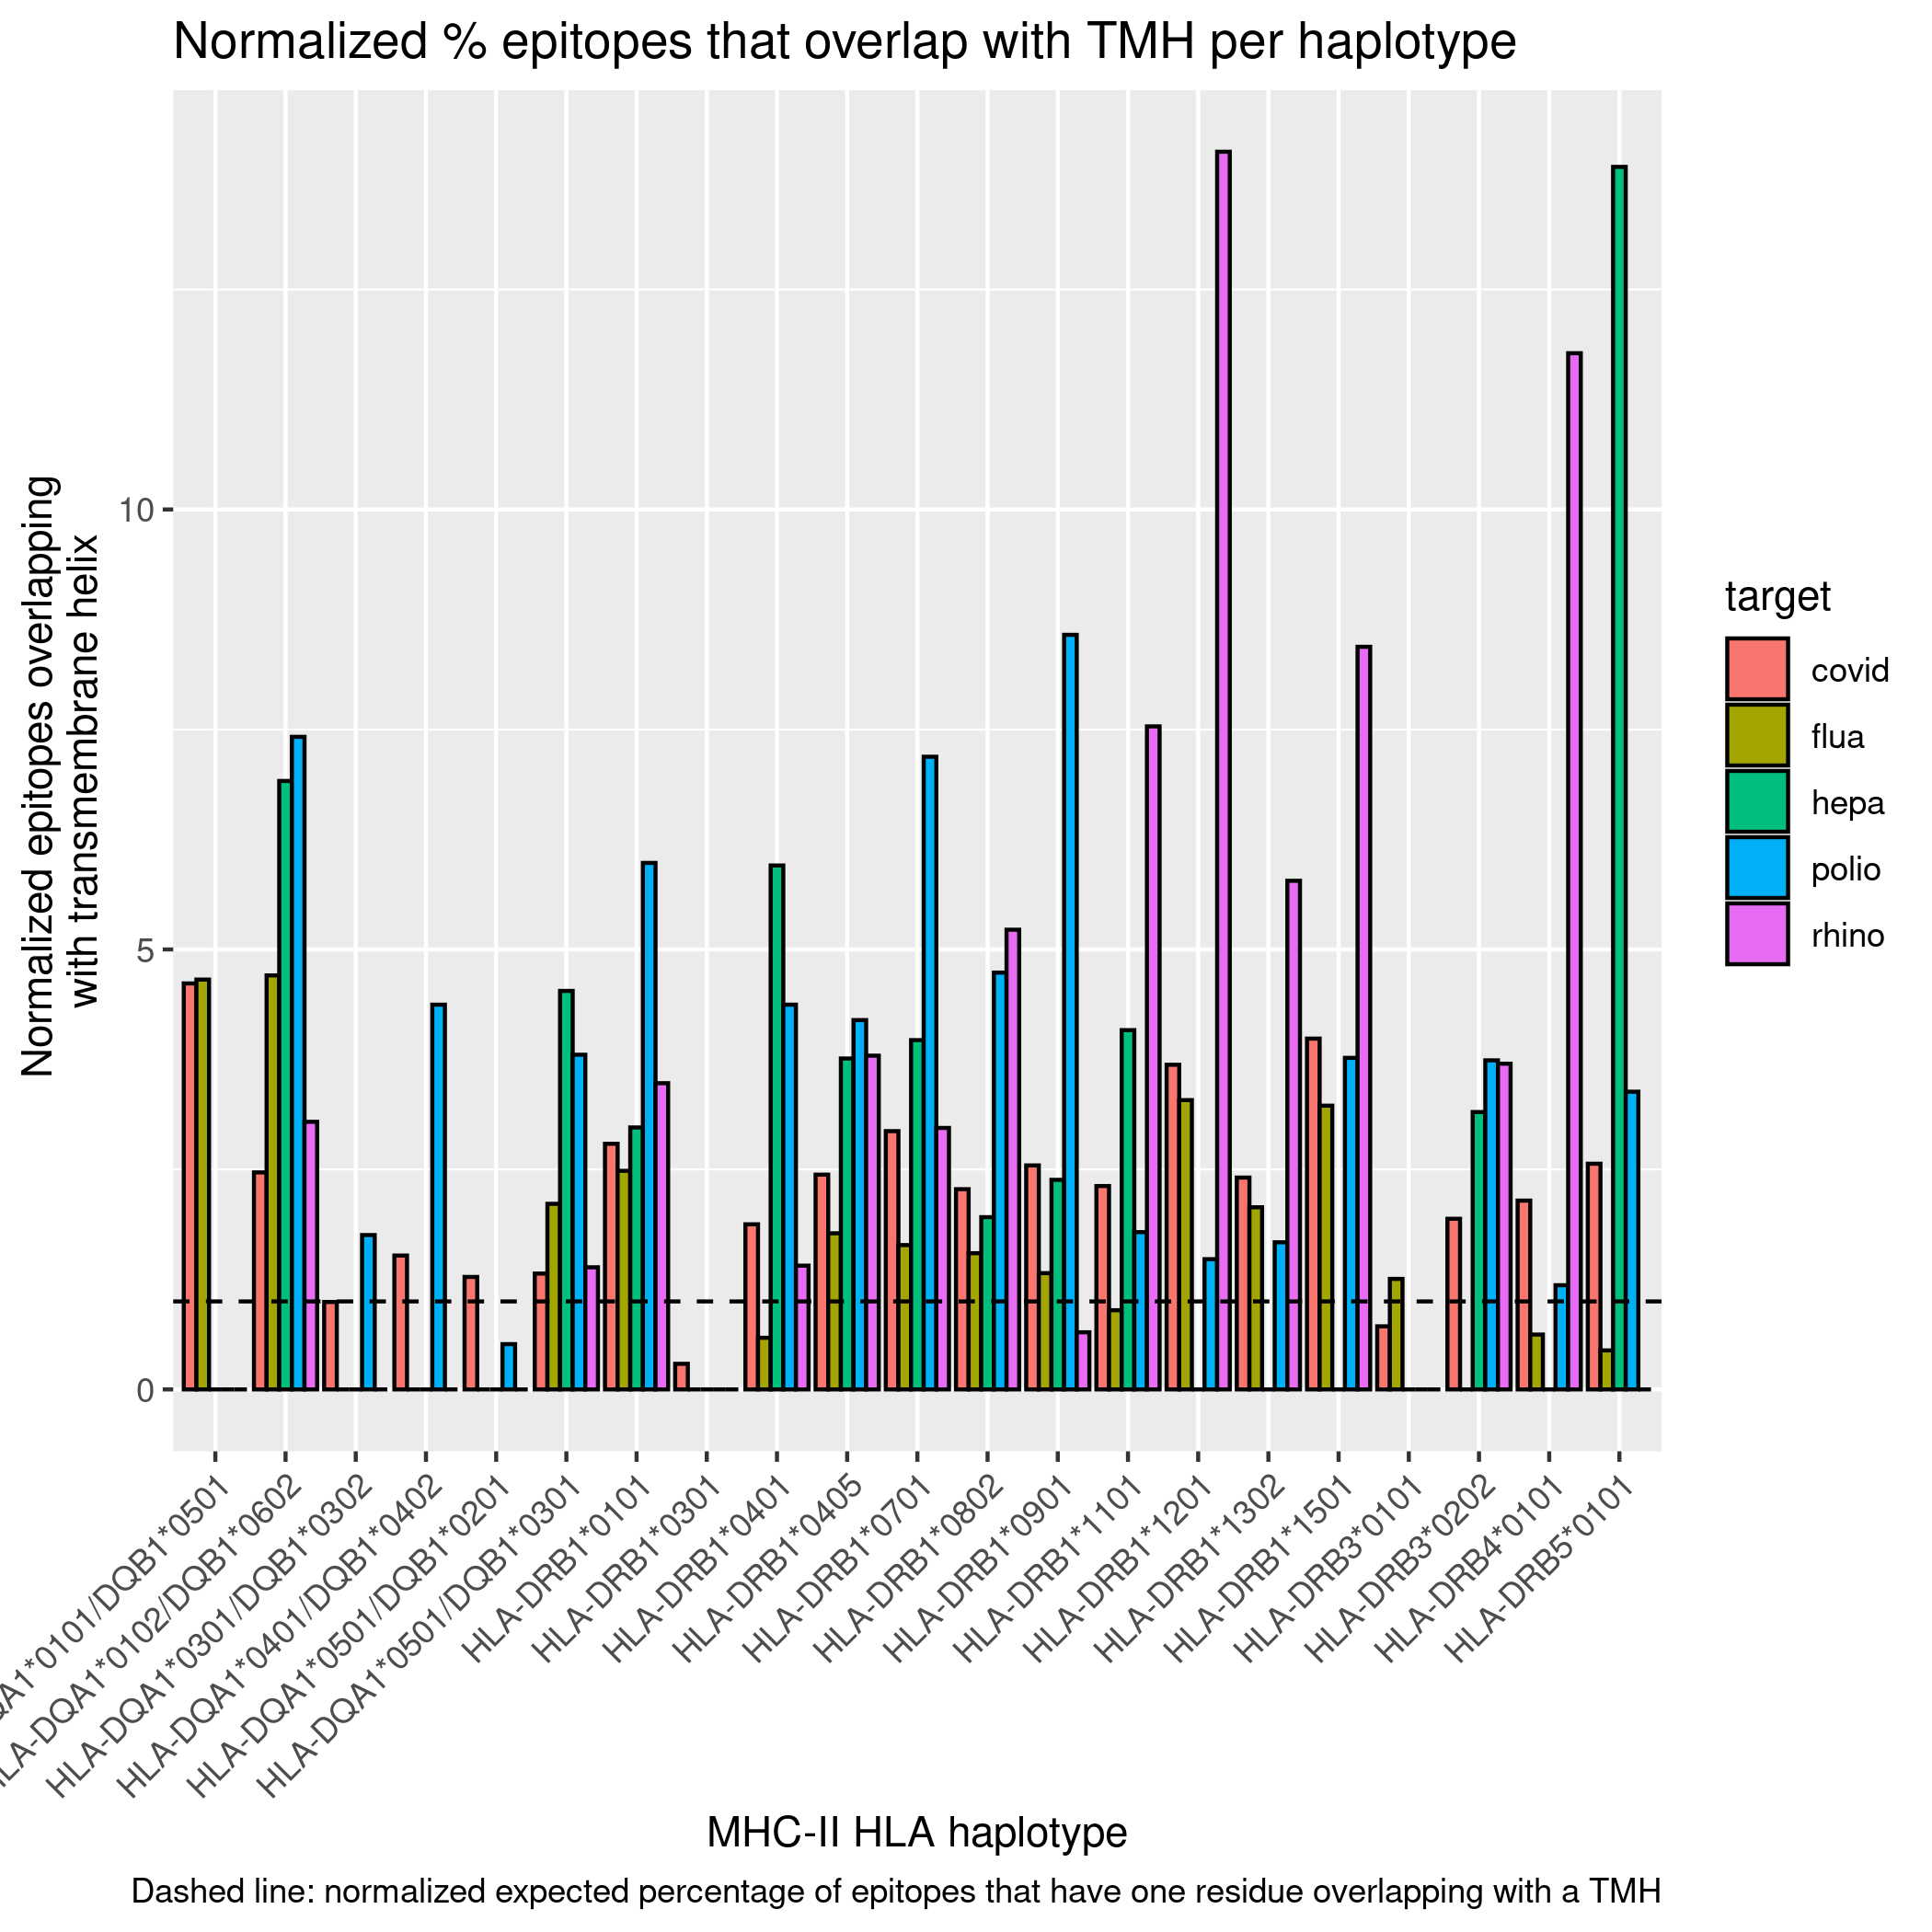 Normalized % epitopes that overlap with TMH per haplotype
Normalized epitopes overlapping
with transmembrane helix
10
5
0
target
covid
flua
hepa
polio
rhino
QA1*0101/DQB1*0501
HLA-DQA1*0102/DQB1*0602
HLA-DQA1*0301/DQB1*0302
HLA-DQA1*0401/DQB1*0402
HLA-DQA1*0501/DQB1*0201
HLA-DQA1*0501/DQB1*0301
HLA-DRB1*0101
HLA-DRB1*0301
HLA-DRB1*0401
HLA-DRB1*0405
HLA-DRB1*0701
HLA-DRB1*0802
HLA-DRB1*0901
HLA-DRB1*1101
HLA-DRB1*1201
HLA-DRB1*1302
HLA-DRB1*1501
HLA-DRB3*0101
HLA-DRB3*0202
HLA-DRB4*0101
HLA-DRB5*0101
MHC-II HLA haplotype
Dashed line: normalized expected percentage of epitopes that have one residue overlapping with a TMH